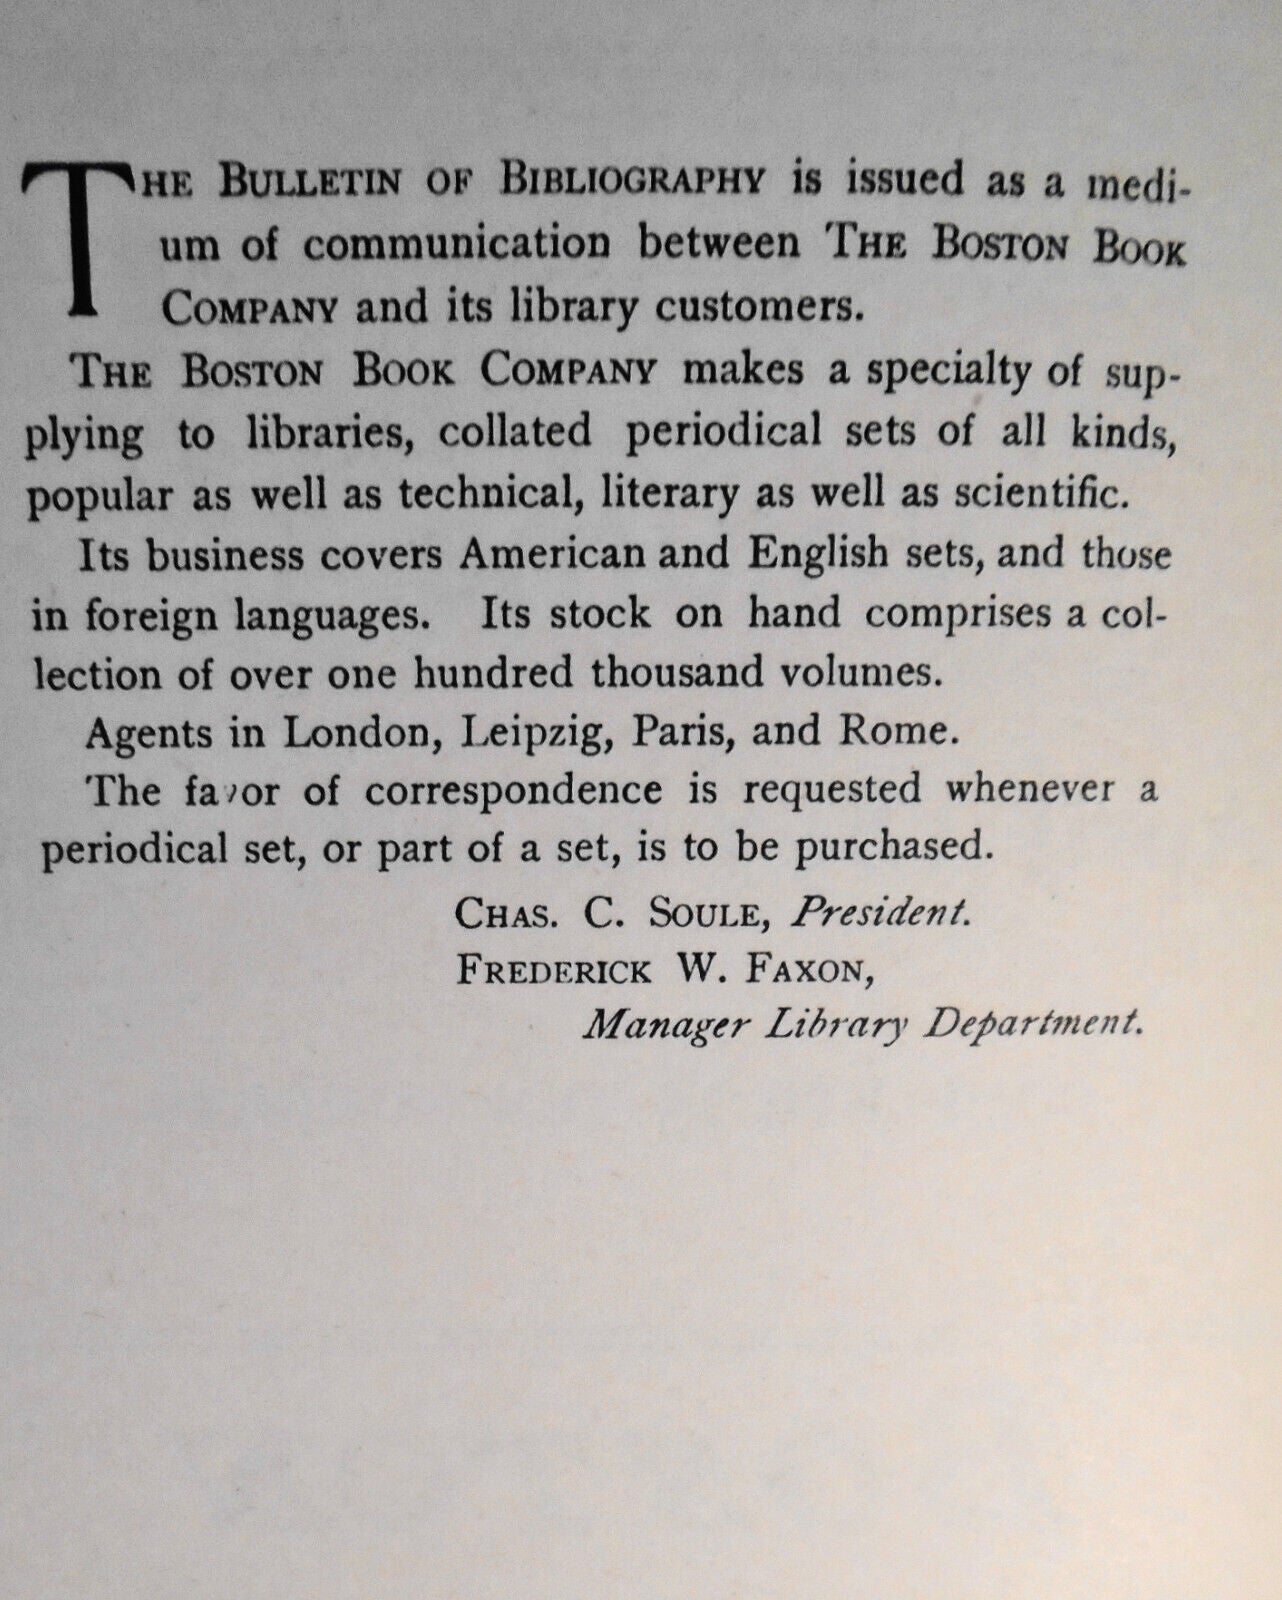 THE BULLETIN OF BIBLIOGRAPHY is issued as a medi-
um of communication between THE BOSTON BOOK
COMPANY and its library customers.
THE BOSTON BOOK COMPANY makes a specialty of sup-
plying to libraries, collated periodical sets of all kinds,
popular as well as technical, literary as well as scientific.
Its business covers American and English sets, and those
in foreign languages. Its stock on hand comprises a col-
lection of over one hundred thousand volumes.
Agents in London, Leipzig, Paris, and Rome.
The favor of correspondence is requested whenever a
periodical set, or part of a set, is to be purchased.
CHAS. C. SOULE, President.
FREDERICK W. FAXON,
Manager Library Department.